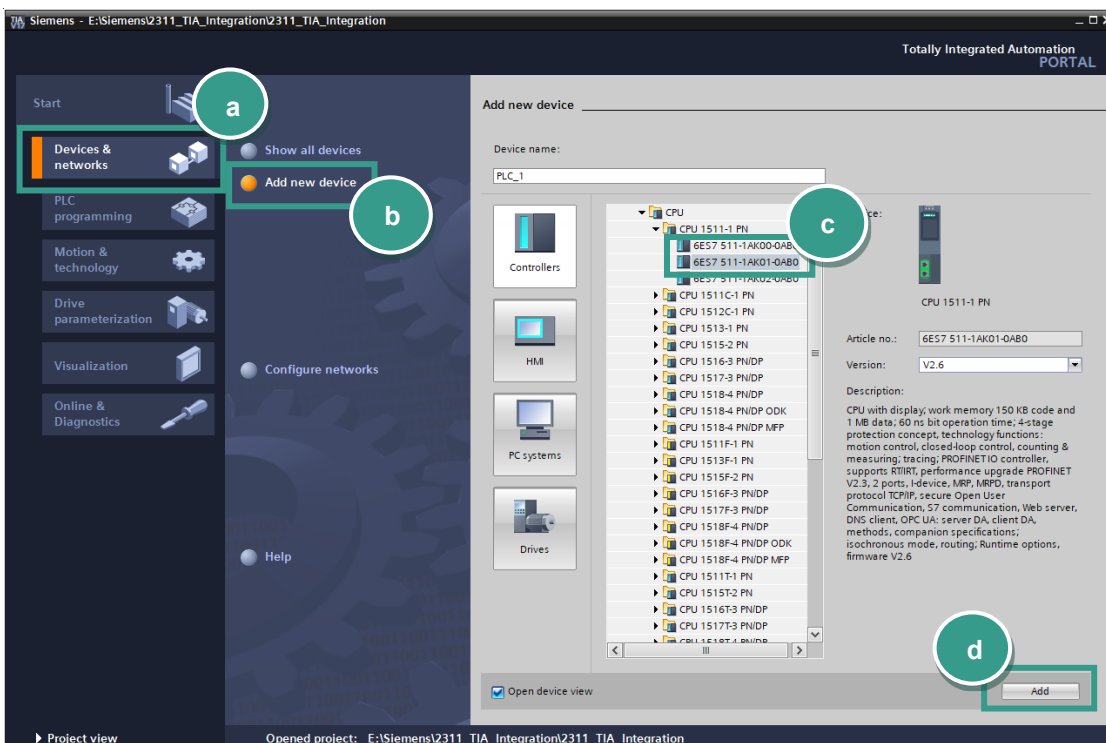 Siemens - E:\Siemens\2311_TIA_Integration\2311_TIA_Integration
Totally Integrated Automation
PORTAL
Start
a
Devices &
networks
PLC
programming
Motion &
technology
Drive
parameterization
Visualization
Online &
Diagnostics
Show all devices
Add new device
b
Configure networks
Help
Add new device
Device name:
PLC_1
Controllers
HMI
PC systems
Drives
CPU
CPU 1511-1 PN
6ES7 511-1AK00-0AB0
6ES7 511-1AK01-0AB0
6ES7 511-1AK02-0AB0
CPU 1511C-1 PN
CPU 1512C-1 PN
CPU 1513-1 PN
CPU 1515-2 PN
CPU 1516-3 PN/DP
CPU 1517-3 PN/DP
CPU 1518-4 PN/DP
CPU 1518-4 PN/DP ODK
CPU 1518-4 PN/DP MFP
CPU 1511F-1 PN
CPU 1513F-1 PN
CPU 1515F-2 PN
CPU 1516F-3 PN/DP
CPU 1517F-3 PN/DP
CPU 1518F-4 PN/DP
CPU 1518F-4 PN/DP ODK
CPU 1518F-4 PN/DP MFP
CPU 1511T-1 PN
CPU 1515T-2 PN
CPU 1516T-3 PN/DP
CPU 1517T-3 PN/DP
CPU 1518T-4 PN/DP
c
CPU 1511-1 PN
Article no.: 6ES7 511-1AK01-0AB0
Version: V2.6
Description:
CPU with display; work memory 150 KB code and
1 MB data; 60 ns bit operation time; 4-stage
protection concept, technology functions:
motion control, closed-loop control, counting &
measuring; tracing; PROFINET IO controller,
supports RT/IRT, performance upgrade PROFINET
V2.3, 2 ports, I-device, MRP, MRPD, transport
protocol TCP/IP, secure Open User
Communication, S7 communication, Web server,
DNS client, OPC UA: server DA, client DA,
methods, companion specifications;
isochronous mode, routing; Runtime options,
firmware V2.6
d
Open device view
Add
Project view
Opened project: E:\Siemens\2311_TIA_Integration\2311_TIA_Integration